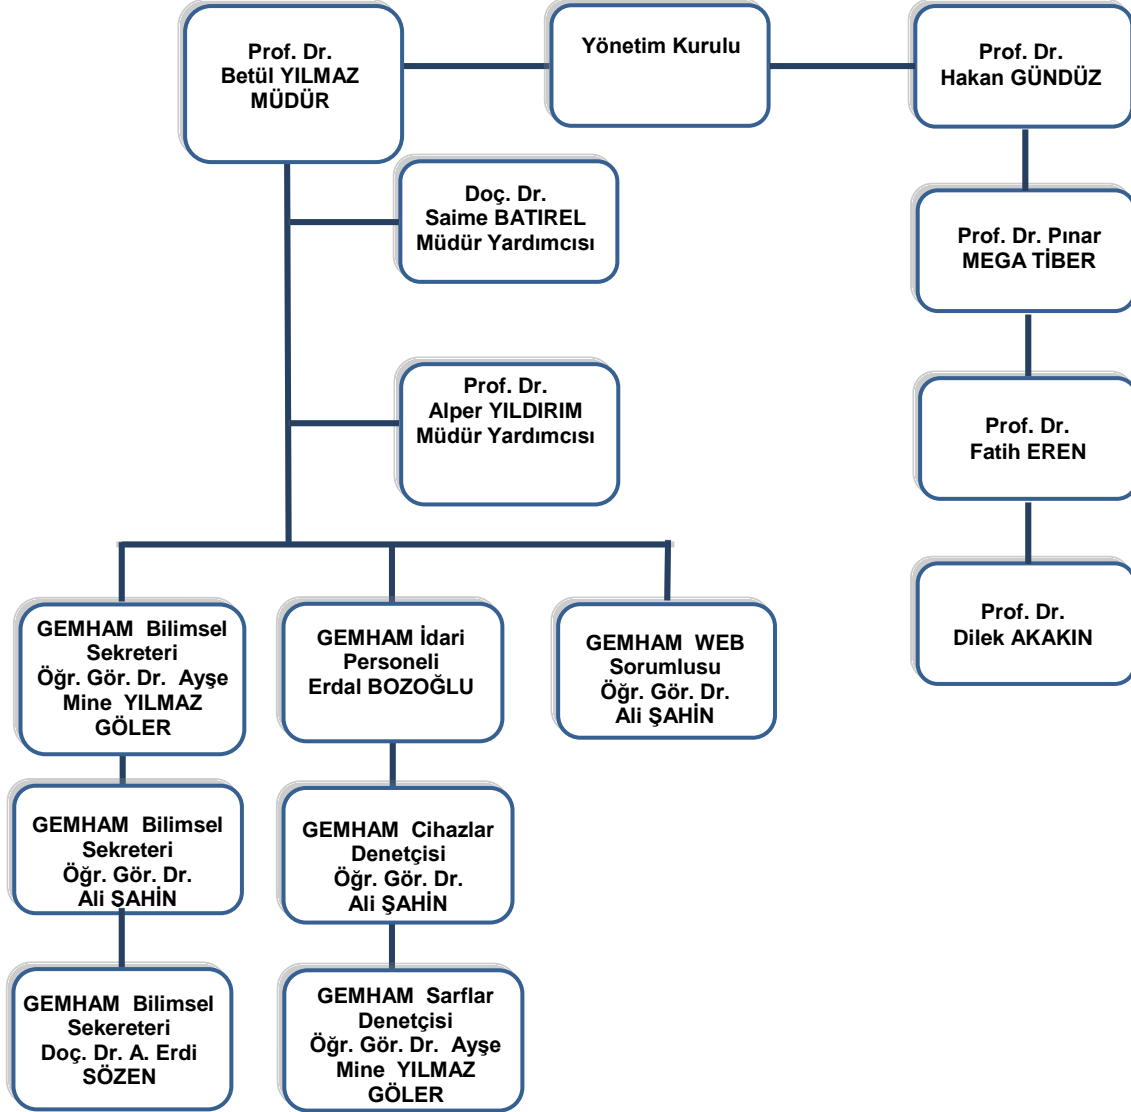 Prof. Dr.
Betül YILMAZ
MÜDÜR
Yönetim Kurulu
Prof. Dr.
Hakan GÜNDÜZ
Doç. Dr.
Saime BATIREL
Müdür Yardımcısı
Prof. Dr. Pınar
MEGA TİBER
Prof. Dr.
Alper YILDIRIM
Müdür Yardımcısı
Prof. Dr.
Fatih EREN
Prof. Dr.
Dilek AKAKIN
GEMHAM Bilimsel
Sekreteri
Öğr. Gör. Dr. Ayşe
Mine YILMAZ
GÖLER
GEMHAM İdari
Personeli
Erdal BOZOĞLU
GEMHAM WEB
Sorumlusu
Öğr. Gör. Dr.
Ali ŞAHİN
GEMHAM Bilimsel
Sekreteri
Öğr. Gör. Dr.
Ali ŞAHİN
GEMHAM Cihazlar
Denetçisi
Öğr. Gör. Dr.
Ali ŞAHİN
GEMHAM Bilimsel
Sekereteri
Doç. Dr. A. Erdi
SÖZEN
GEMHAM Sarflar
Denetçisi
Öğr. Gör. Dr. Ayşe
Mine YILMAZ
GÖLER